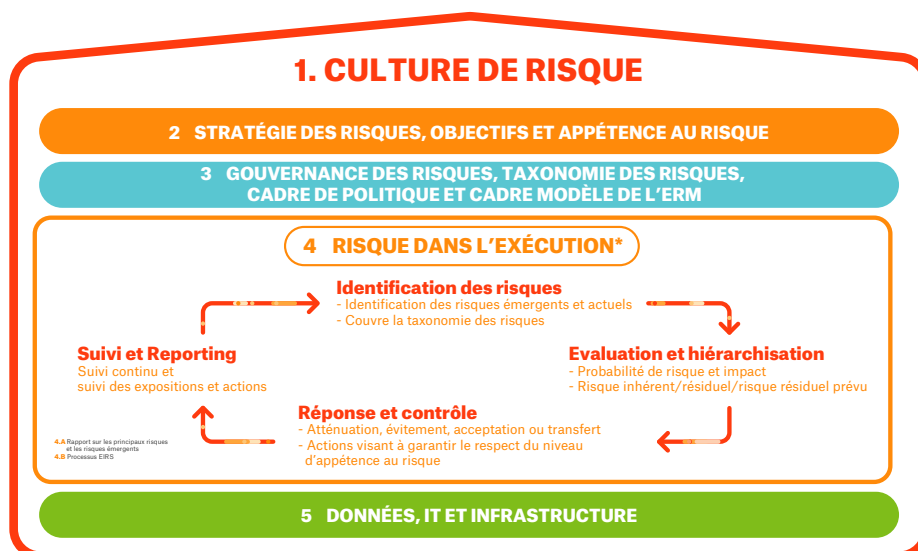 1. CULTURE DE RISQUE
2 STRATÉGIE DES RISQUES, OBJECTIFS ET APPÉTENCE AU RISQUE
3 GOUVERNANCE DES RISQUES, TAXONOMIE DES RISQUES,
CADRE DE POLITIQUE ET CADRE MODÈLE DE L'ERM
4 RISQUE DANS L'EXÉCUTION*
Identification des risques
- Identification des risques émergents et actuels
- Couvre la taxonomie des risques
Suivi et Reporting
Suivi continu et
suivi des expositions et actions
Evaluation et hiérarchisation
- Probabilité de risque et impact
- Risque inhérent/résiduel/risque résiduel prévu
Réponse et contrôle
- Atténuation, évitement, acceptation ou transfert
- Actions visant à garantir le respect du niveau
d'appétence au risque
4.A Rapport sur les principaux risques
et les risques émergents
4.B Processus EIRS
5 DONNÉES, IT ET INFRASTRUCTURE